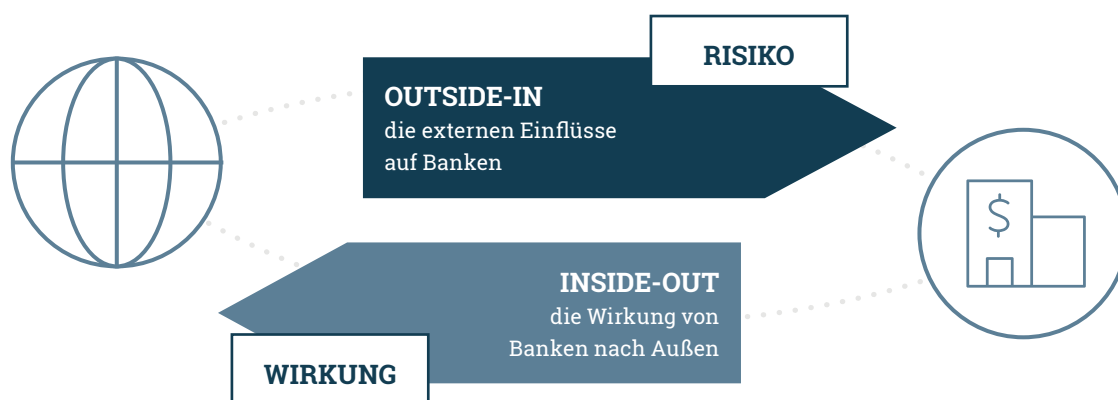 RISIKO
OUTSIDE-IN
die externen Einflüsse
auf Banken
$
INSIDE-OUT
die Wirkung von
Banken nach Außen
WIRKUNG